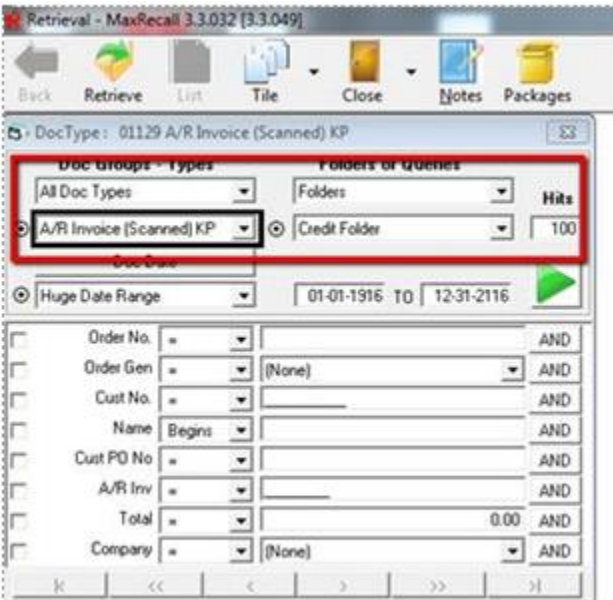 Retrieval - MaxRecall 3.3.032 [3.3.049]
Back Retrieve List Tile Close Notes Packages
DocType: 01129 A/R Invoice (Scanned) KP
Doc Groups - Types Folders or Queries
All Doc Types Folders Hits
A/R Invoice (Scanned) KP Credit Folder 100
Doc Date
Huge Date Range 01-01-1916 TO 12-31-2116
Order No. = AND
Order Gen = (None) AND
Cust No. = AND
Name Begins AND
Cust PO No = AND
A/R Inv = AND
Total = 0.00 AND
Company = (None) AND
|< << < > >> >|